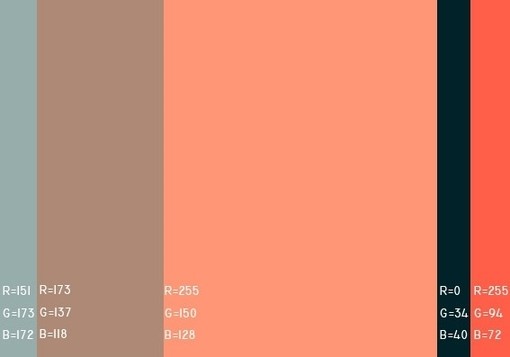 R=151
G=173
B=172
R=173
G=137
B=118
R=255
G=150
B=128
R=0
G=34
B=40
R=255
G=94
B=72